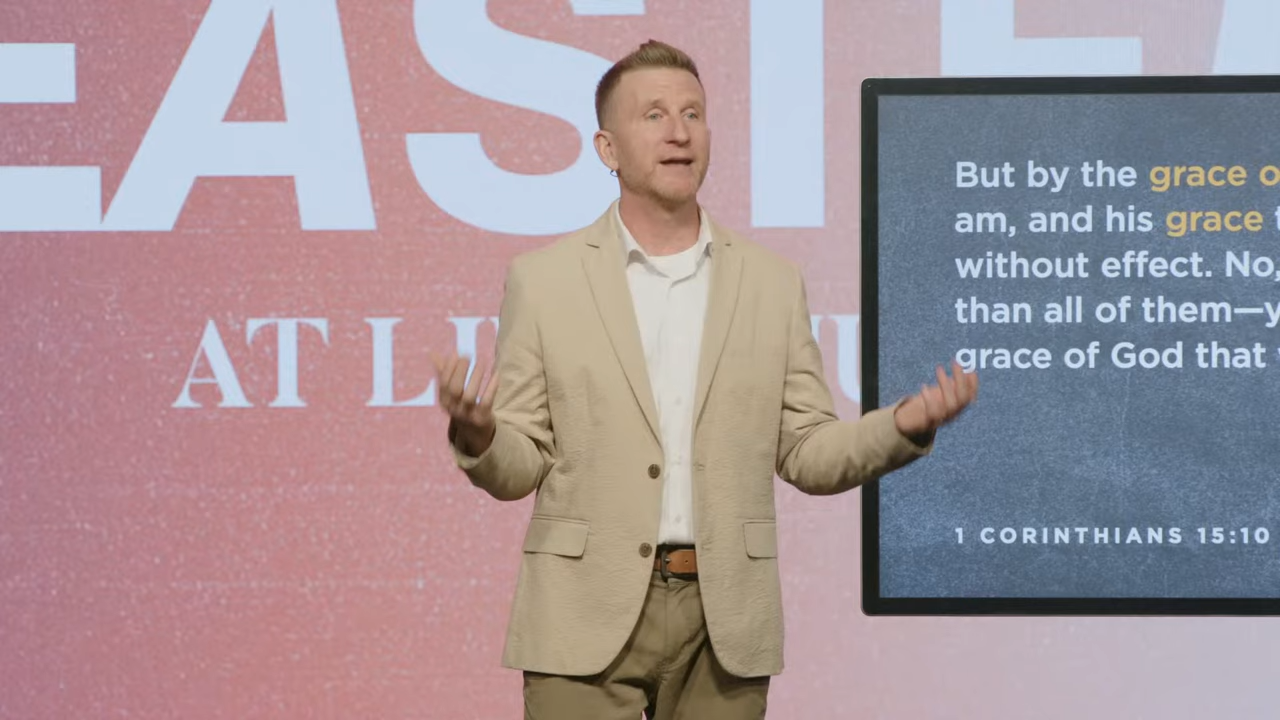 EASTE
AT LI
But by the grace o
am, and his grace
without effect. No,
than all of them—y
grace of God that
1 CORINTHIANS 15:10